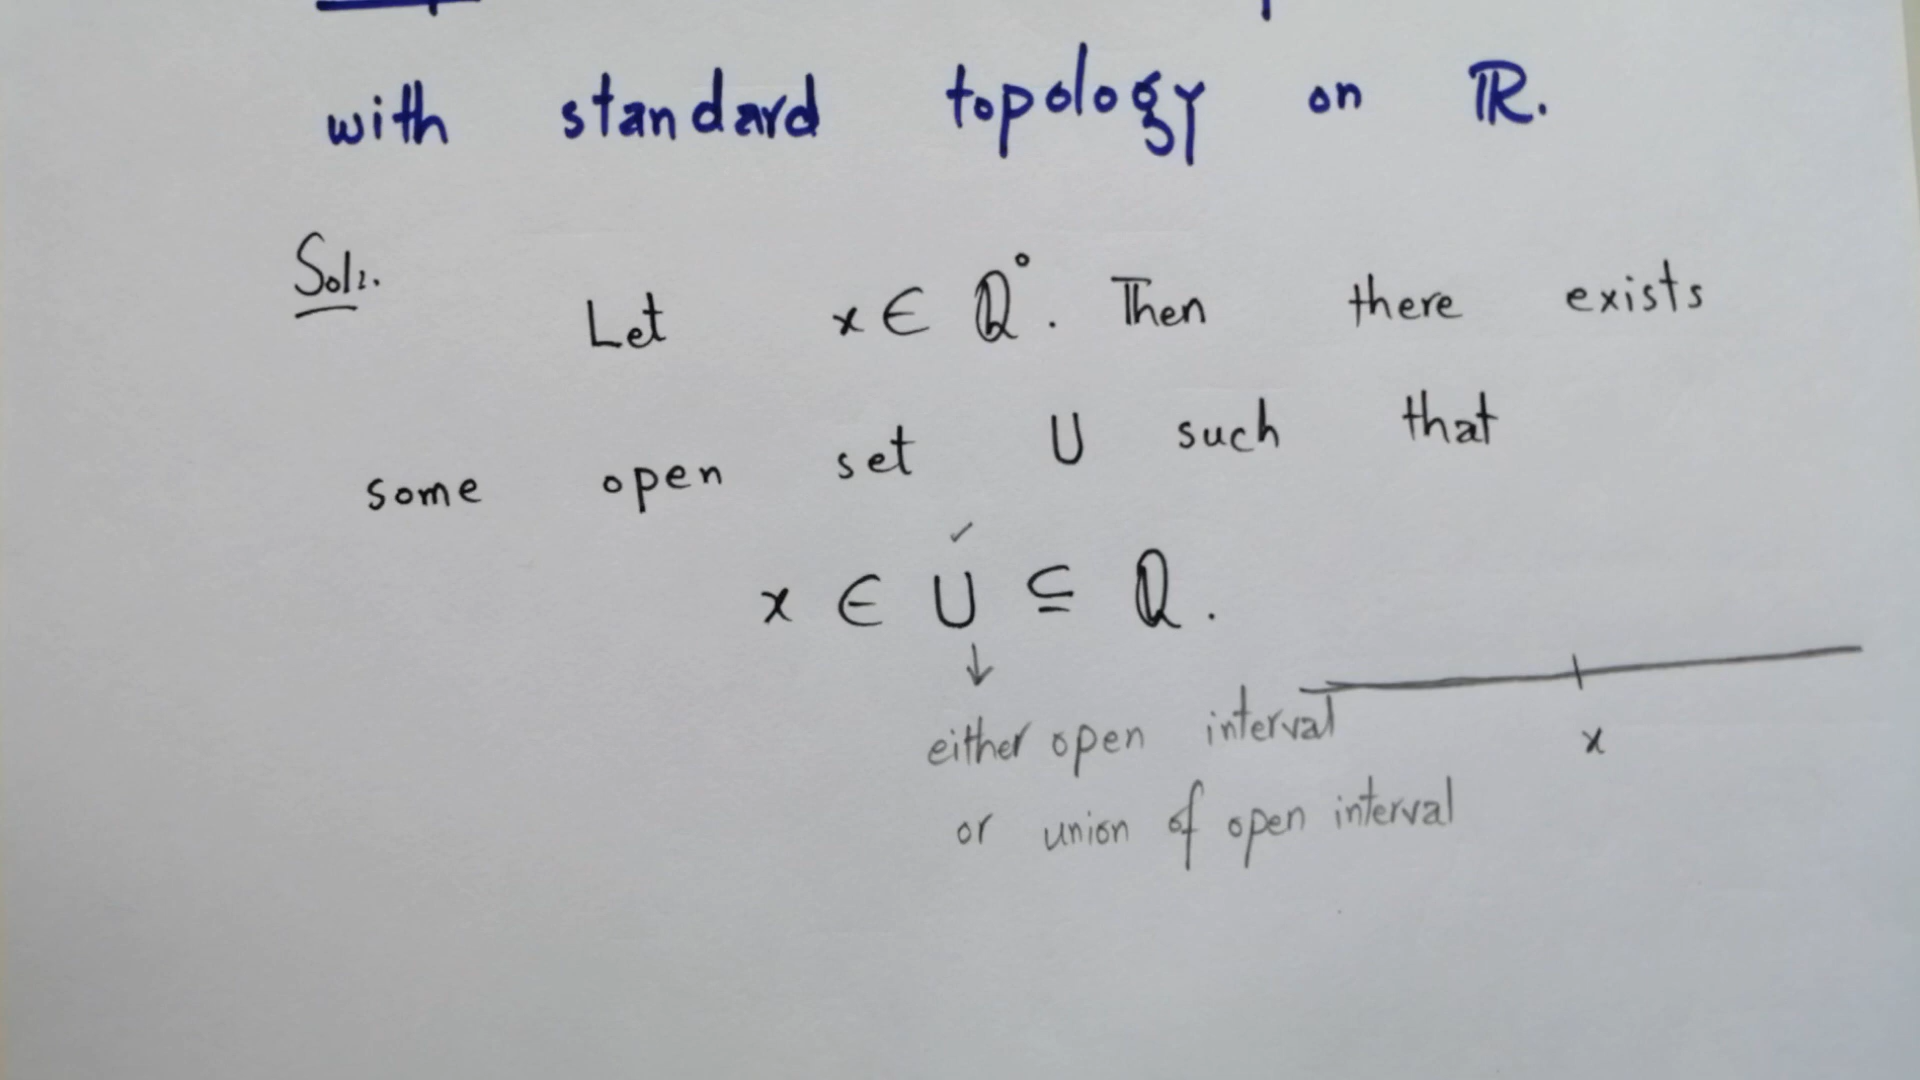 with standard topology on ℝ.
Sol:.
Let x ∈ ℚ°. Then there exists
some open set U such that
x ∈ U ⊆ ℚ.
↓
either open interval
x
or union of open interval